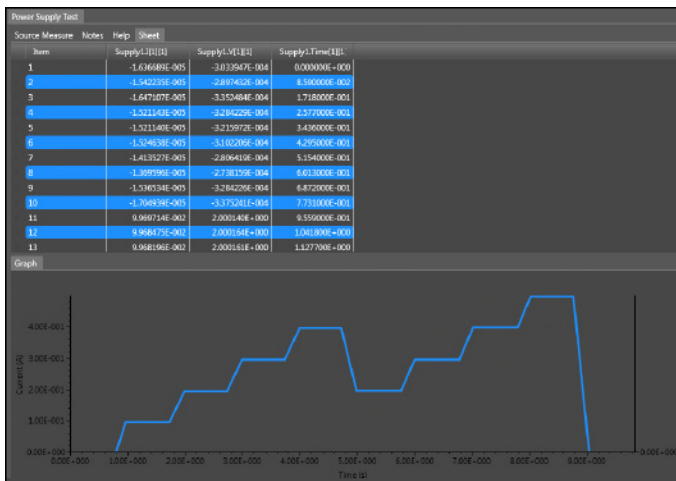 Power Supply Test
Source Measure Notes Help Sheet
Item Supply1.I[1][1] Supply1.V[1][1] Supply1.Time[1][1]
1 -1.636689E-005 -3.033947E-004 0.000000E+000
2 -1.542235E-005 -2.897432E-004 8.590000E-002
3 -1.647107E-005 -3.352484E-004 1.718000E-001
4 -1.521143E-005 -3.284229E-004 2.577000E-001
5 -1.521140E-005 -3.215972E-004 3.436000E-001
6 -1.524638E-005 -3.102206E-004 4.295000E-001
7 -1.413527E-005 -2.806419E-004 5.154000E-001
8 -1.369596E-005 -2.738159E-004 6.013000E-001
9 -1.536534E-005 -3.284226E-004 6.872000E-001
10 -1.704939E-005 -3.375241E-004 7.731000E-001
11 9.969714E-002 2.000140E+000 9.559000E-001
12 9.968475E-002 2.000164E+000 1.041800E+000
13 9.968196E-002 2.000161E+000 1.127700E+000
Graph
4.00E-001
3.00E-001
2.00E-001
1.00E-001
0.00E+000
Current (A)
0.00E+000 1.00E+000 2.00E+000 3.00E+000 4.00E+000 5.00E+000 6.00E+000 7.00E+000 8.00E+000 9.00E+000
0.00E+00
Time (s)